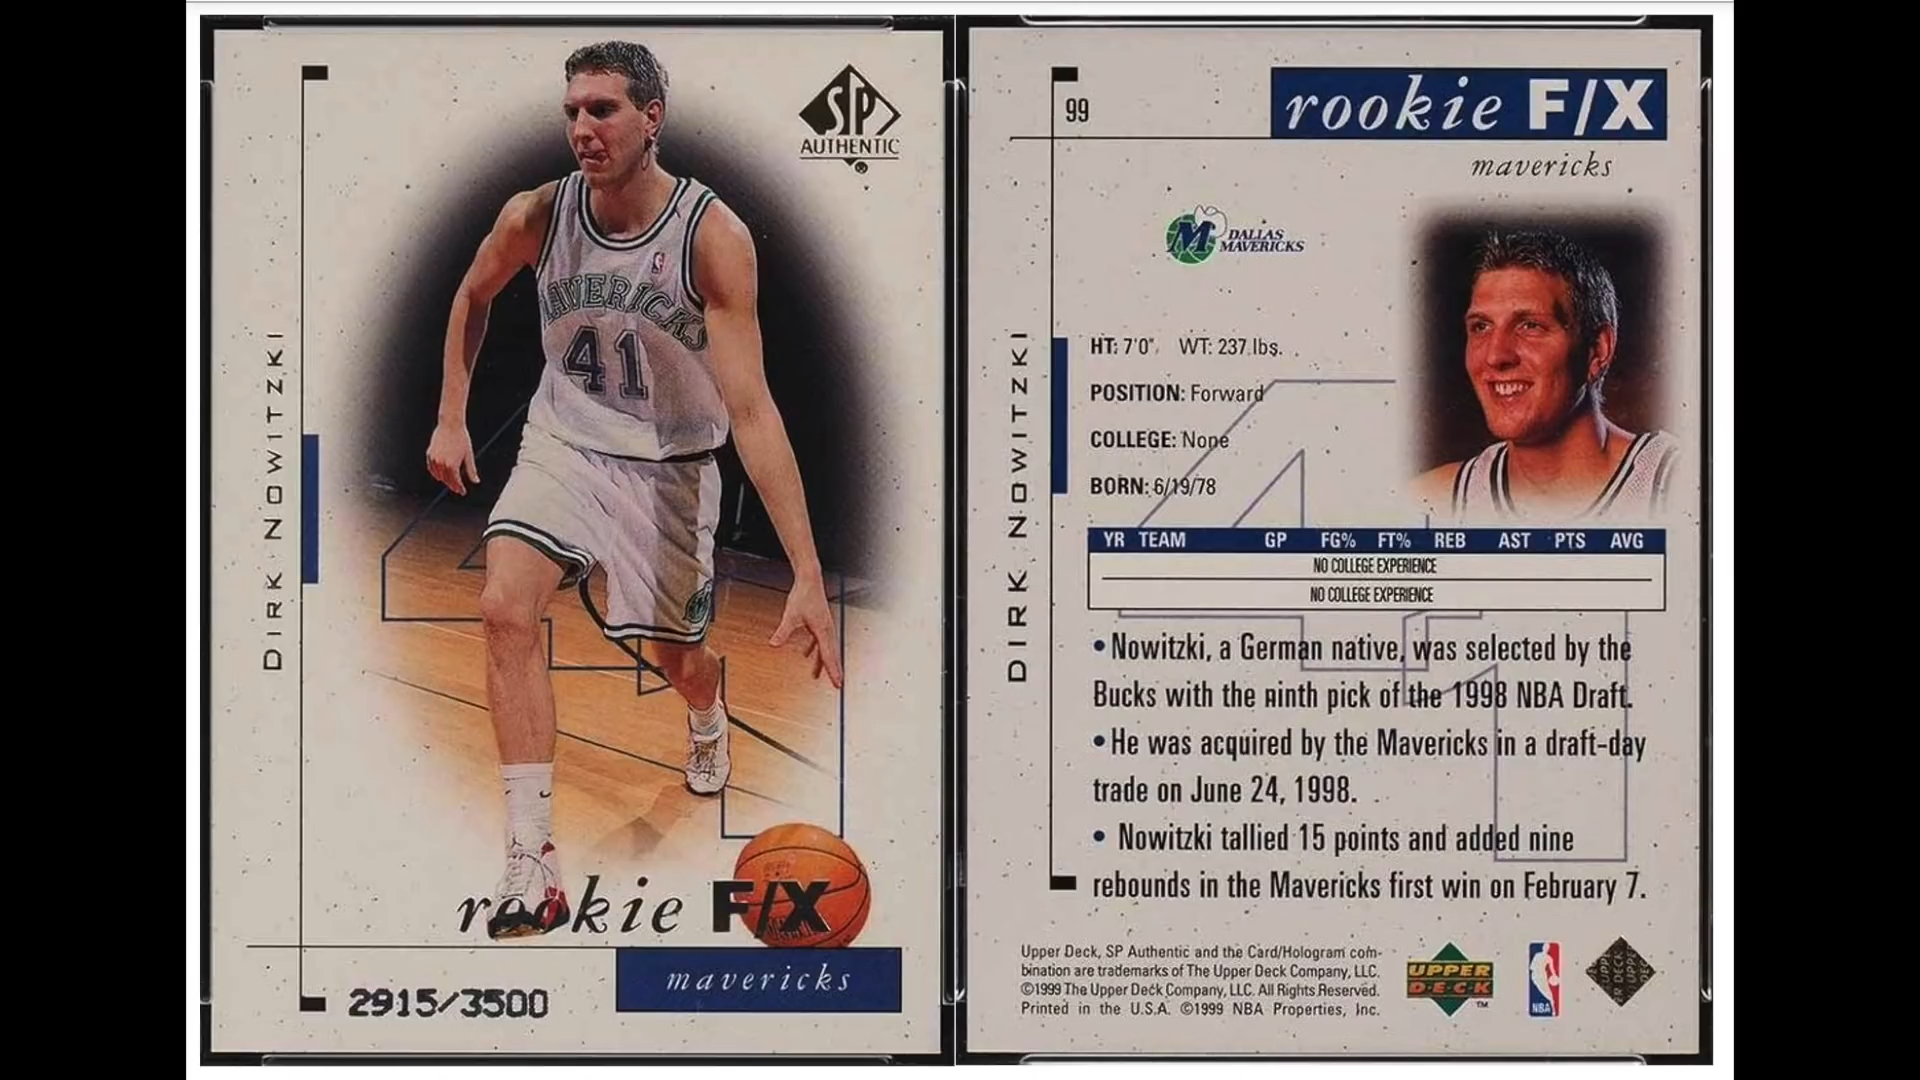 SP
AUTHENTIC
®
DIRK NOWITZKI
MAVERICKS
41
rookie F/X
mavericks
2915/3500
99
rookie F/X
mavericks
M DALLAS
MAVERICKS
DIRK NOWITZKI
HT: 7'0". WT: 237 lbs.
POSITION: Forward
COLLEGE: None
BORN: 6/19/78
YR TEAM GP FG% FT% REB AST PTS AVG
NO COLLEGE EXPERIENCE
NO COLLEGE EXPERIENCE
•Nowitzki, a German native, was selected by the
Bucks with the ninth pick of the 1998 NBA Draft.
•He was acquired by the Mavericks in a draft-day
trade on June 24, 1998.
• Nowitzki tallied 15 points and added nine
rebounds in the Mavericks first win on February 7.
Upper Deck, SP Authentic and the Card/Hologram com-
bination are trademarks of The Upper Deck Company, LLC.
©1999 The Upper Deck Company, LLC. All Rights Reserved.
Printed in the U.S.A. ©1999 NBA Properties, Inc.
UPPER
DECK
TM
NBA